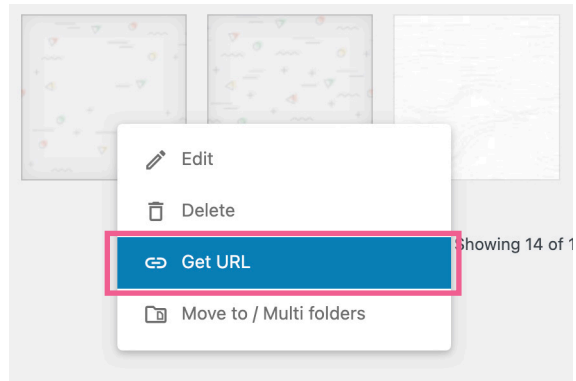 Edit
Delete
Get URL
Showing 14 of 1
Move to / Multi folders